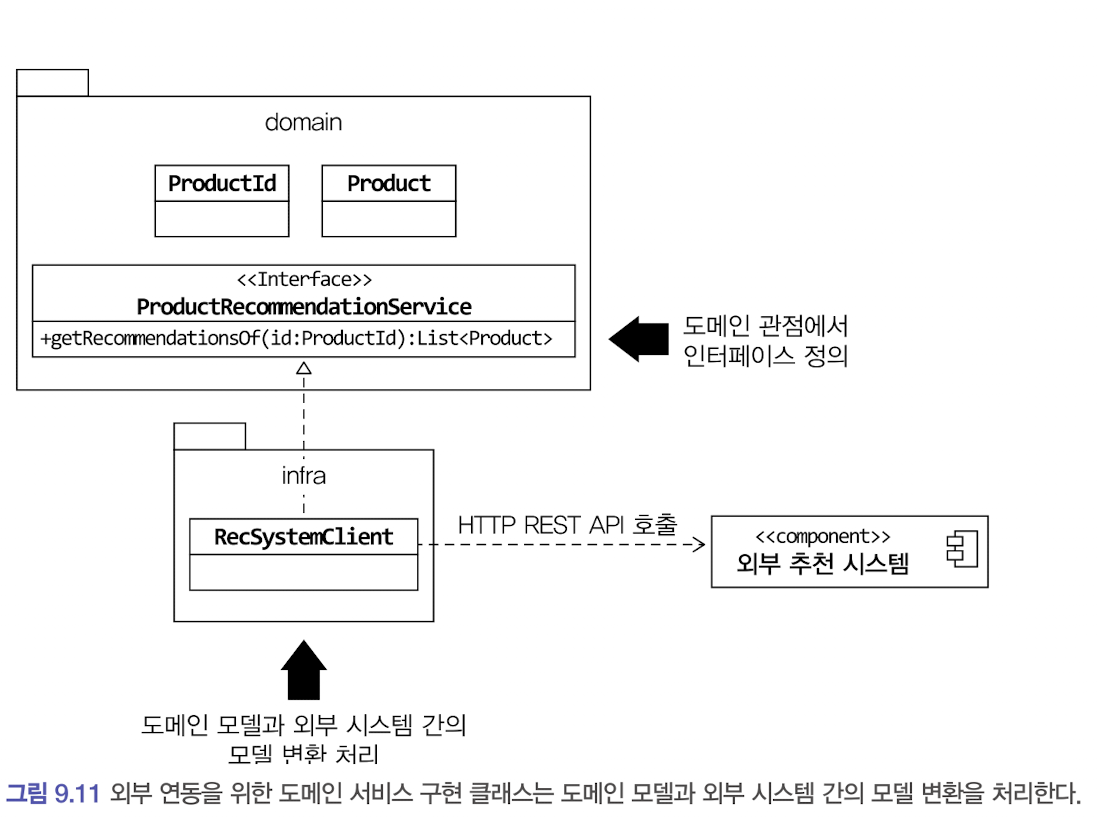 domain
ProductId
Product
<<Interface>>
ProductRecommendationService
+getRecommendationsOf(id:ProductId):List<Product>
도메인 관점에서
인터페이스 정의
infra
RecSystemClient
HTTP REST API 호출
<<component>>
외부 추천 시스템
도메인 모델과 외부 시스템 간의
모델 변환 처리
그림 9.11 외부 연동을 위한 도메인 서비스 구현 클래스는 도메인 모델과 외부 시스템 간의 모델 변환을 처리한다.